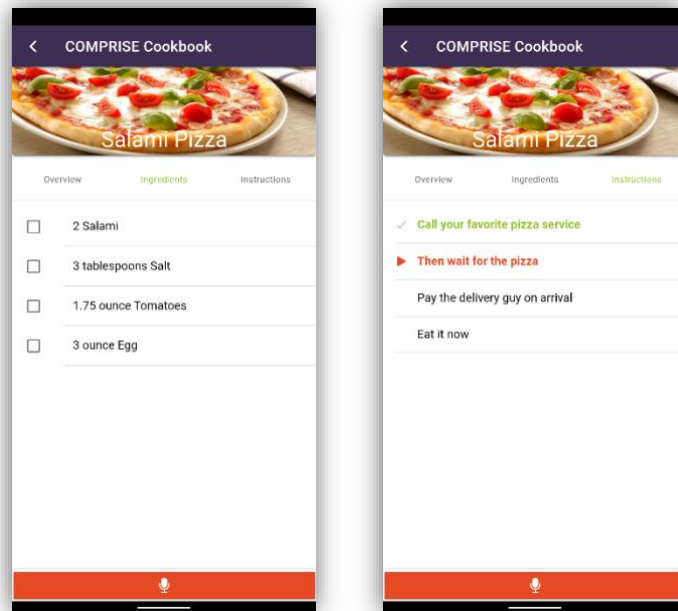 COMPRISE Cookbook
Salami Pizza
Overview Ingredients Instructions
2 Salami
3 tablespoons Salt
1.75 ounce Tomatoes
3 ounce Egg
COMPRISE Cookbook
Salami Pizza
Overview Ingredients Instructions
Call your favorite pizza service
Then wait for the pizza
Pay the delivery guy on arrival
Eat it now